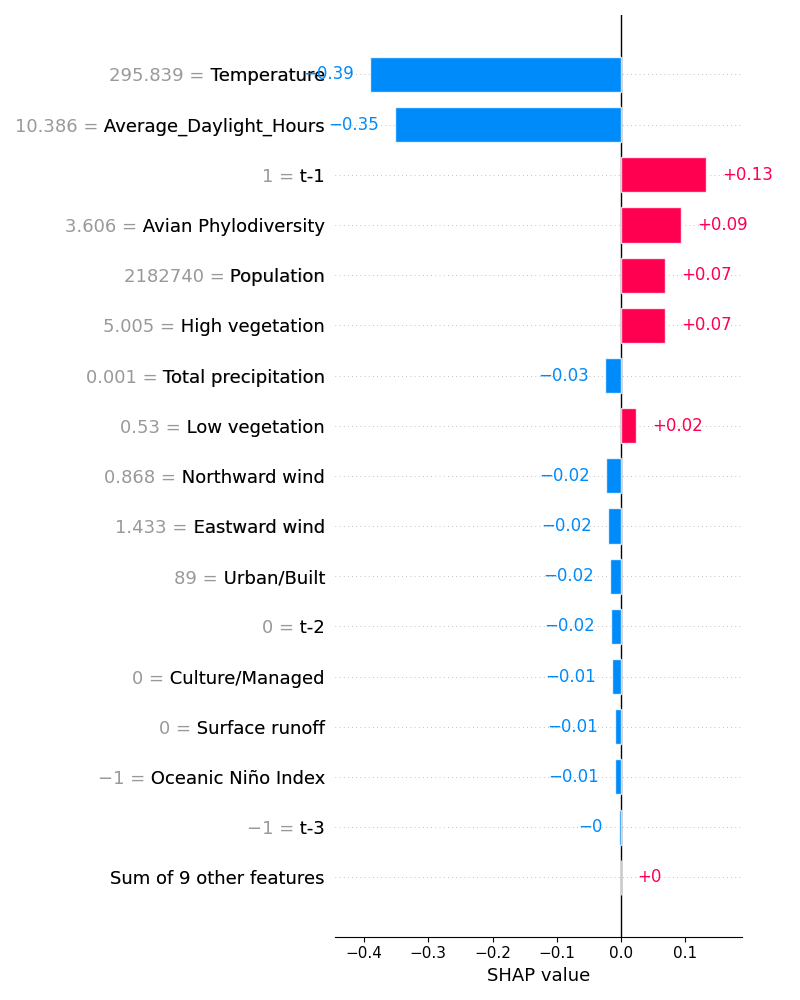 295.839 = Temperature −0.39
10.386 = Average_Daylight_Hours −0.35
1 = t-1 +0.13
3.606 = Avian Phylodiversity +0.09
2182740 = Population +0.07
5.005 = High vegetation +0.07
0.001 = Total precipitation −0.03
0.53 = Low vegetation +0.02
0.868 = Northward wind −0.02
1.433 = Eastward wind −0.02
89 = Urban/Built −0.02
0 = t-2 −0.02
0 = Culture/Managed −0.01
0 = Surface runoff −0.01
−1 = Oceanic Niño Index −0.01
−1 = t-3 −0
Sum of 9 other features +0
−0.4 −0.3 −0.2 −0.1 0.0 0.1
SHAP value